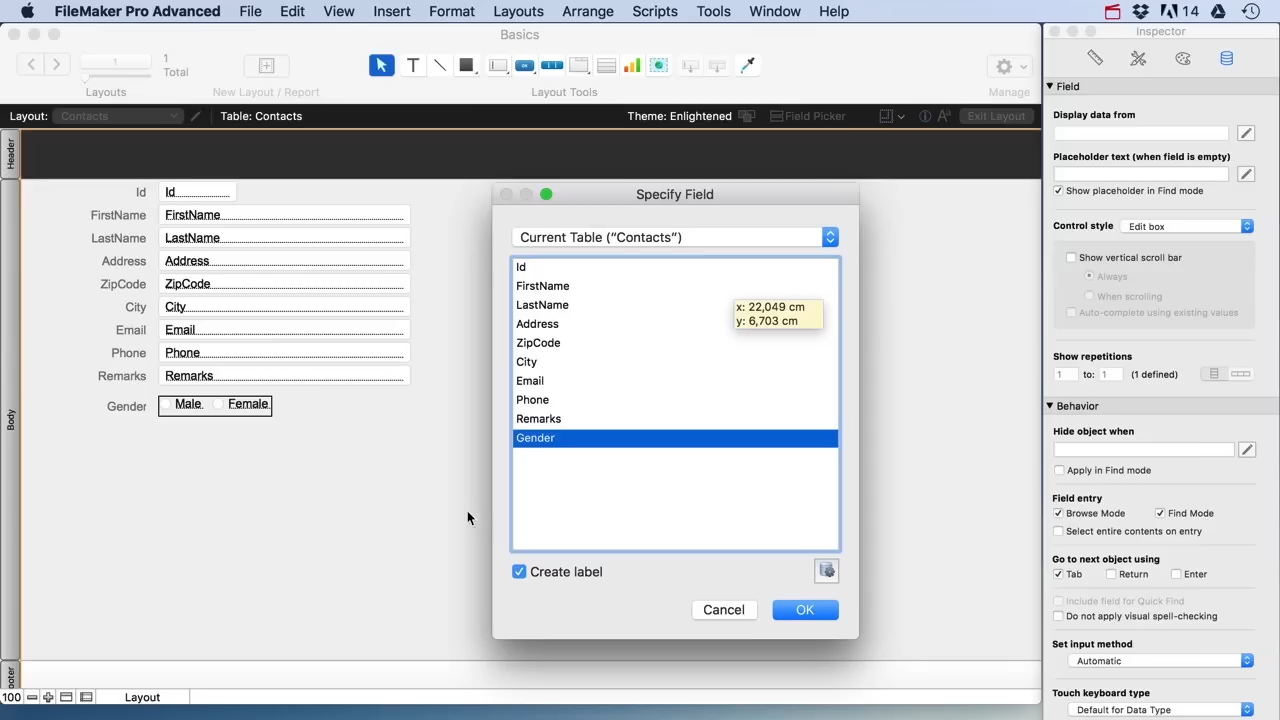 FileMaker Pro Advanced File Edit View Insert Format Layouts Arrange Scripts Tools Window Help 14
Basics
1
1
Total
Layouts
New Layout / Report
Layout Tools
Manage
Layout: Contacts Table: Contacts Theme: Enlightened Field Picker Exit Layout
Header
Id Id
FirstName FirstName
LastName LastName
Address Address
ZipCode ZipCode
City City
Email Email
Phone Phone
Remarks Remarks
Gender Male Female
Body
100 Layout
Specify Field
Current Table (“Contacts”)
Id
FirstName
LastName
Address
ZipCode
City
Email
Phone
Remarks
Gender
x: 22,049 cm
y: 6,703 cm
Create label
Cancel OK
Inspector
Field
Display data from
Placeholder text (when field is empty)
Show placeholder in Find mode
Control style Edit box
Show vertical scroll bar
Always
When scrolling
Auto-complete using existing values
Show repetitions
1 to: 1 (1 defined)
Behavior
Hide object when
Apply in Find mode
Field entry
Browse Mode Find Mode
Select entire contents on entry
Go to next object using
Tab Return Enter
Include field for Quick Find
Do not apply visual spell-checking
Set input method
Automatic
Touch keyboard type
Default for Data Type